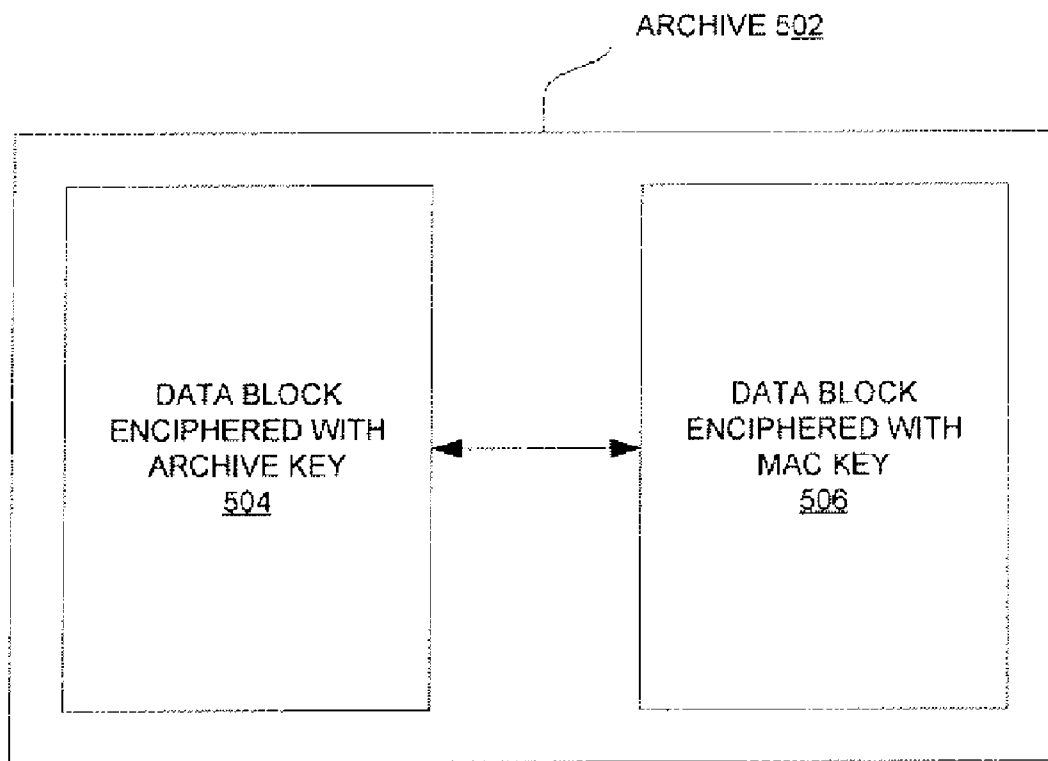 ARCHIVE 502
DATA BLOCK
ENCIPHERED WITH
ARCHIVE KEY
504
DATA BLOCK
ENCIPHERED WITH
MAC KEY
506